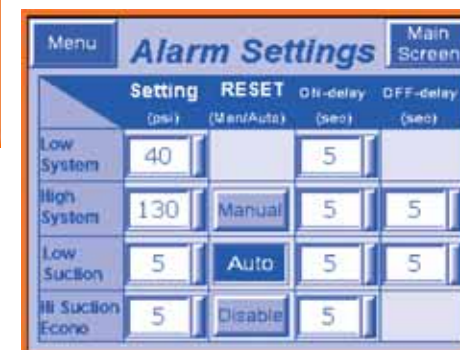 Menu
Alarm Settings
Main
Screen
Setting RESET ON-delay OFF-delay
(psi) (Man/Auto) (sec) (sec)
Low
System
40 5
High
System
130 Manual 5 5
Low
Suction
5 Auto 5 5
Hi Suction
Econo
5 Disable 5